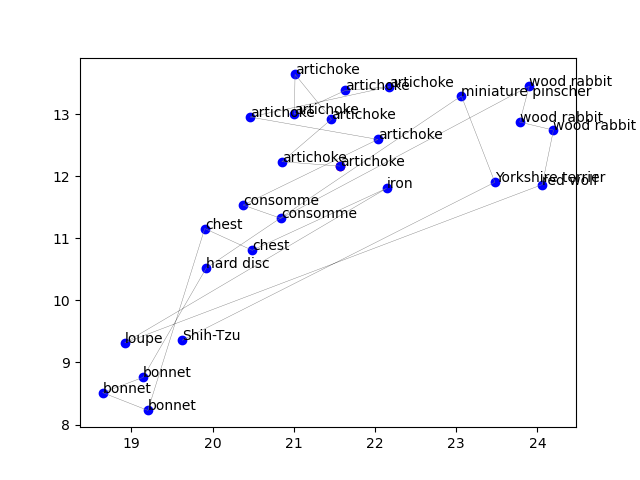 artichoke
artichoke
artichoke
wood rabbit
miniature pinscher
artichoke
artichoke
artichoke
wood rabbit
wood rabbit
artichoke
artichoke
artichoke
iron
Yorkshire terrier
red wolf
consomme
consomme
chest
chest
hard disc
loupe
Shih-Tzu
bonnet
bonnet
bonnet
13
12
11
10
9
8
19
20
21
22
23
24